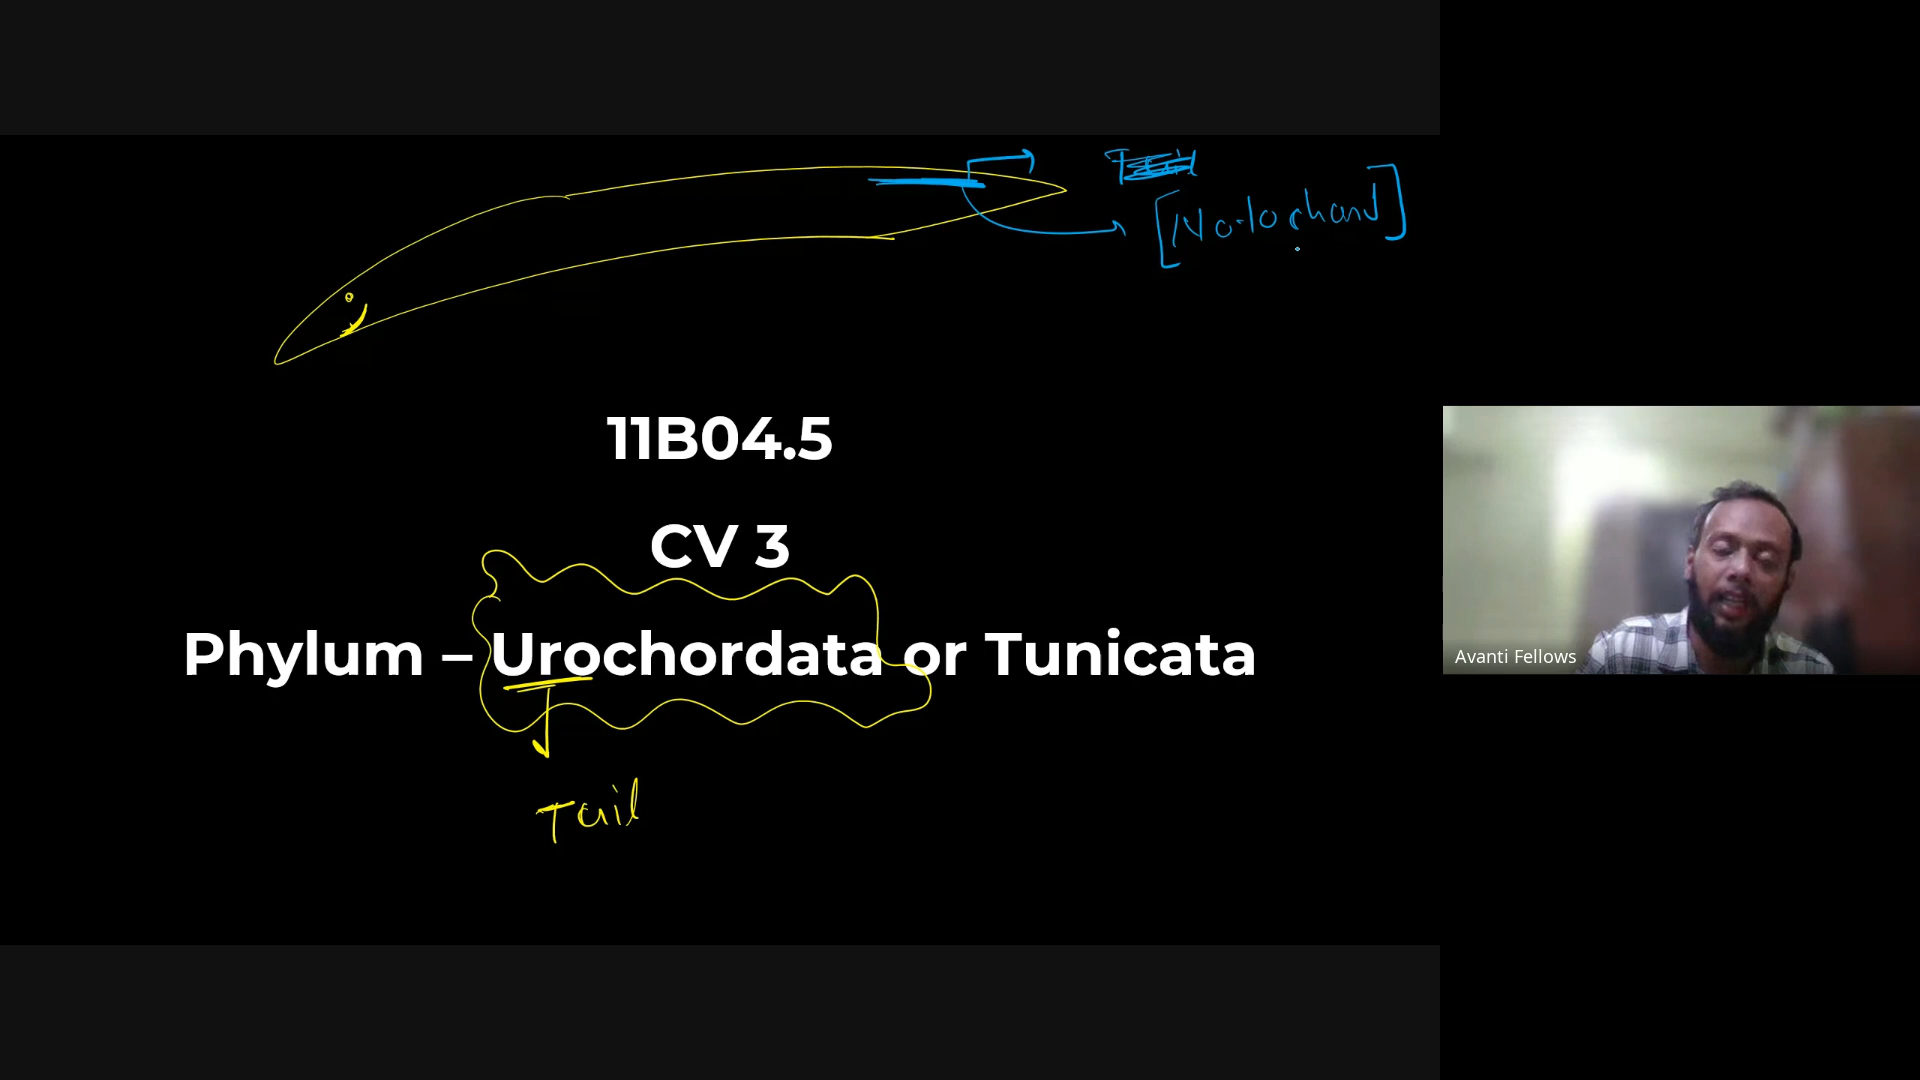 [Notochord]
11B04.5
CV 3
Phylum – Urochordata or Tunicata
Tail
Avanti Fellows